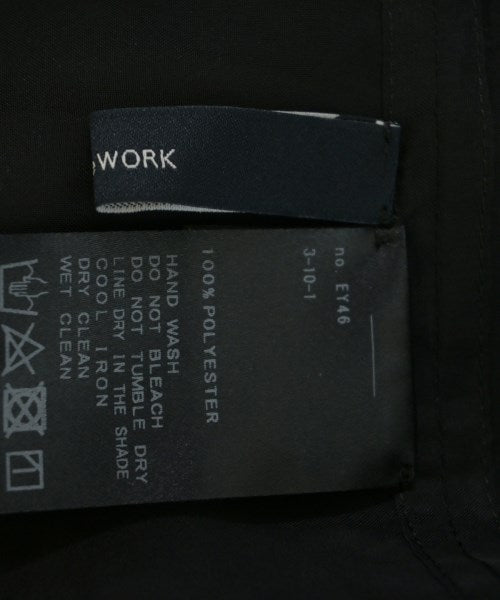 WORK
no. EY46
3-10-1
100% POLYESTER
HAND WASH
DO NOT BLEACH
DO NOT TUMBLE DRY
LINE DRY IN THE SHADE
COOL IRON
DRY CLEAN
WET CLEAN